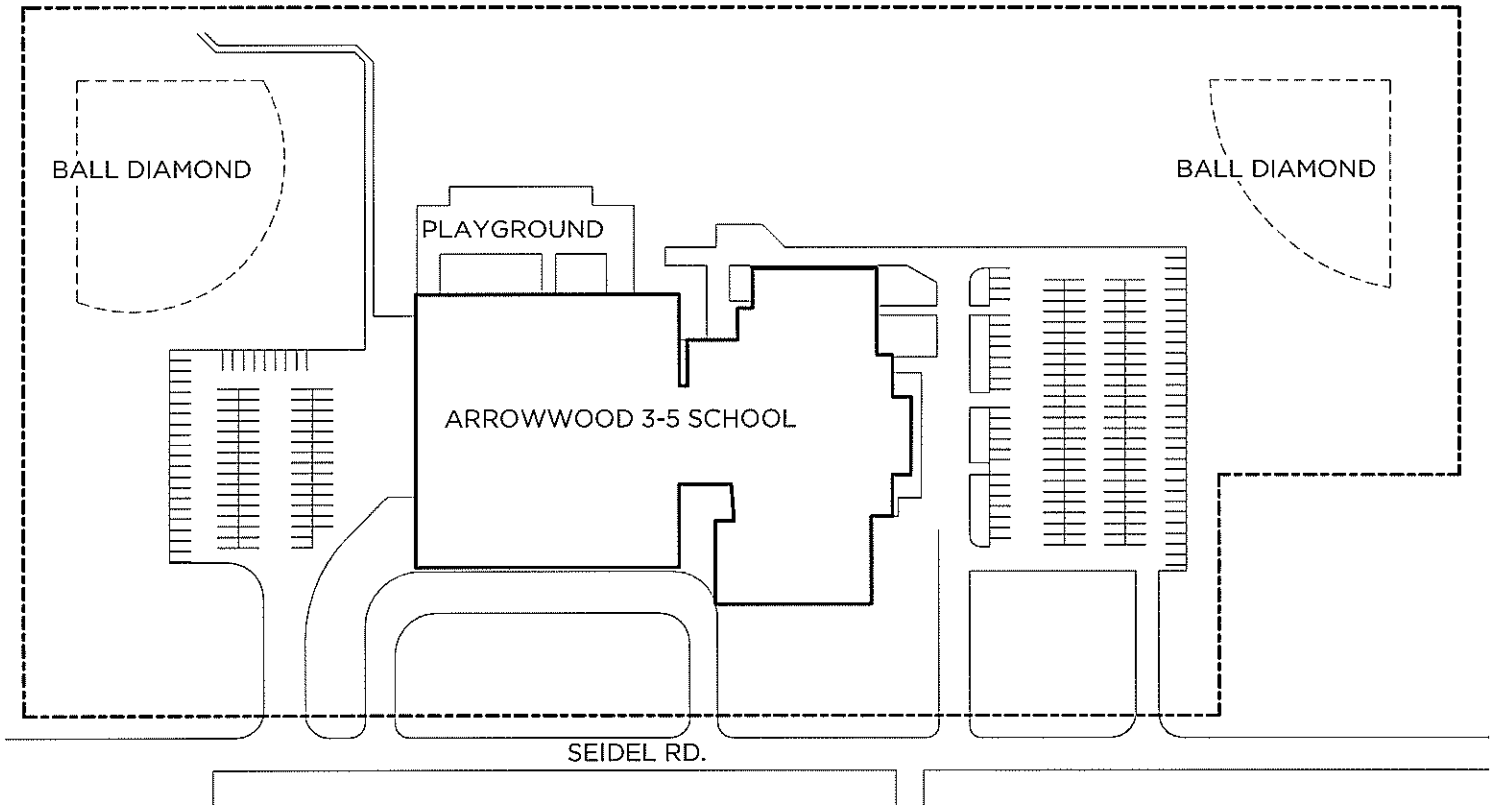 BALL DIAMOND
BALL DIAMOND
PLAYGROUND
ARROWWOOD 3-5 SCHOOL
SEIDEL RD.